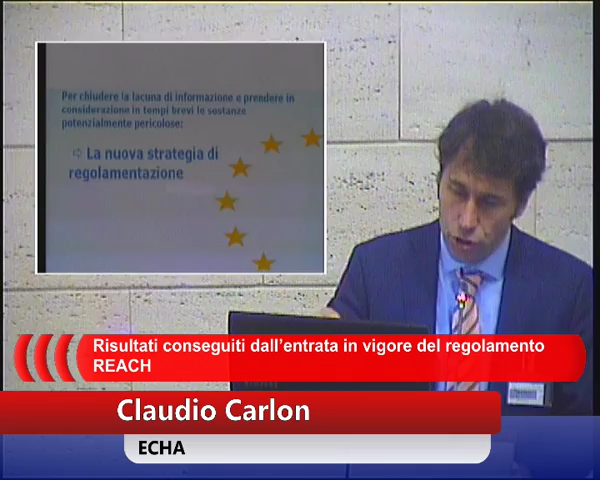 Per chiudere la lacuna di informazione e prendere in
considerazione in tempi brevi le sostanze
potenzialmente pericolose:
⇨ La nuova strategia di
regolamentazione
Risultati conseguiti dall'entrata in vigore del regolamento
REACH
Claudio Carlon
ECHA